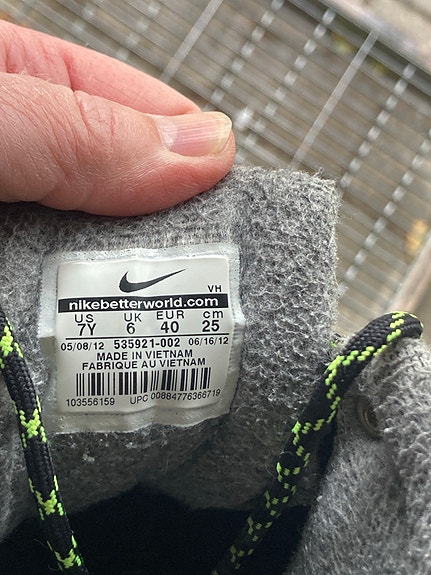 VH
nikebetterworld.com
US UK EUR cm
7Y 6 40 25
05/08/12 535921-002 06/16/12
MADE IN VIETNAM
FABRIQUE AU VIETNAM
103556159 UPC 00884776366719